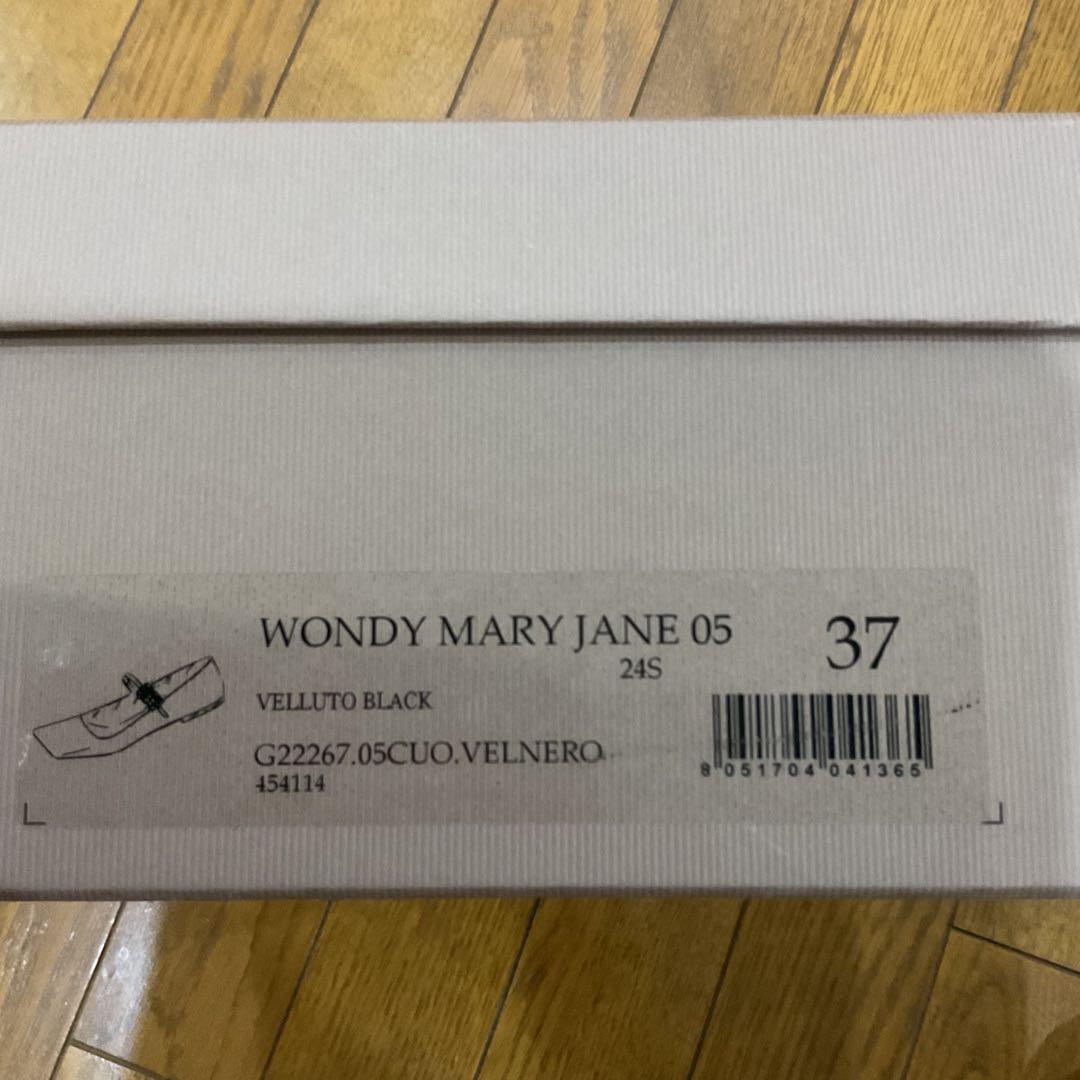 WONDY MARY JANE 05
37
24S
VELLUTO BLACK
G22267.05CUO.VELNERO
454114
8 051704 041365